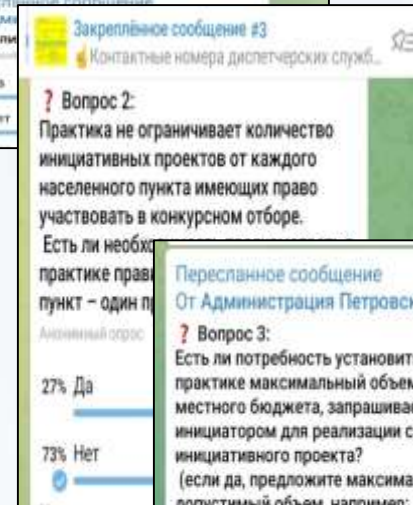 Закреплённое сообщение #3
☝Контактные номера диспетчерских служб...
❓ Вопрос 2:
Практика не ограничивает количество
инициативных проектов от каждого
населенного пункта имеющих право
участвовать в конкурсном отборе.
Есть ли необхо
практике прави
пункт – один п
Анонимный опрос
27% Да
73% Нет
Пересланное сообщение
От Администрация Петровск
❓ Вопрос 3:
Есть ли потребность установить
практике максимальный объем
местного бюджета, запрашива
инициатором для реализации с
инициативного проекта?
(если да, предложите максима
допустимый объем, например: